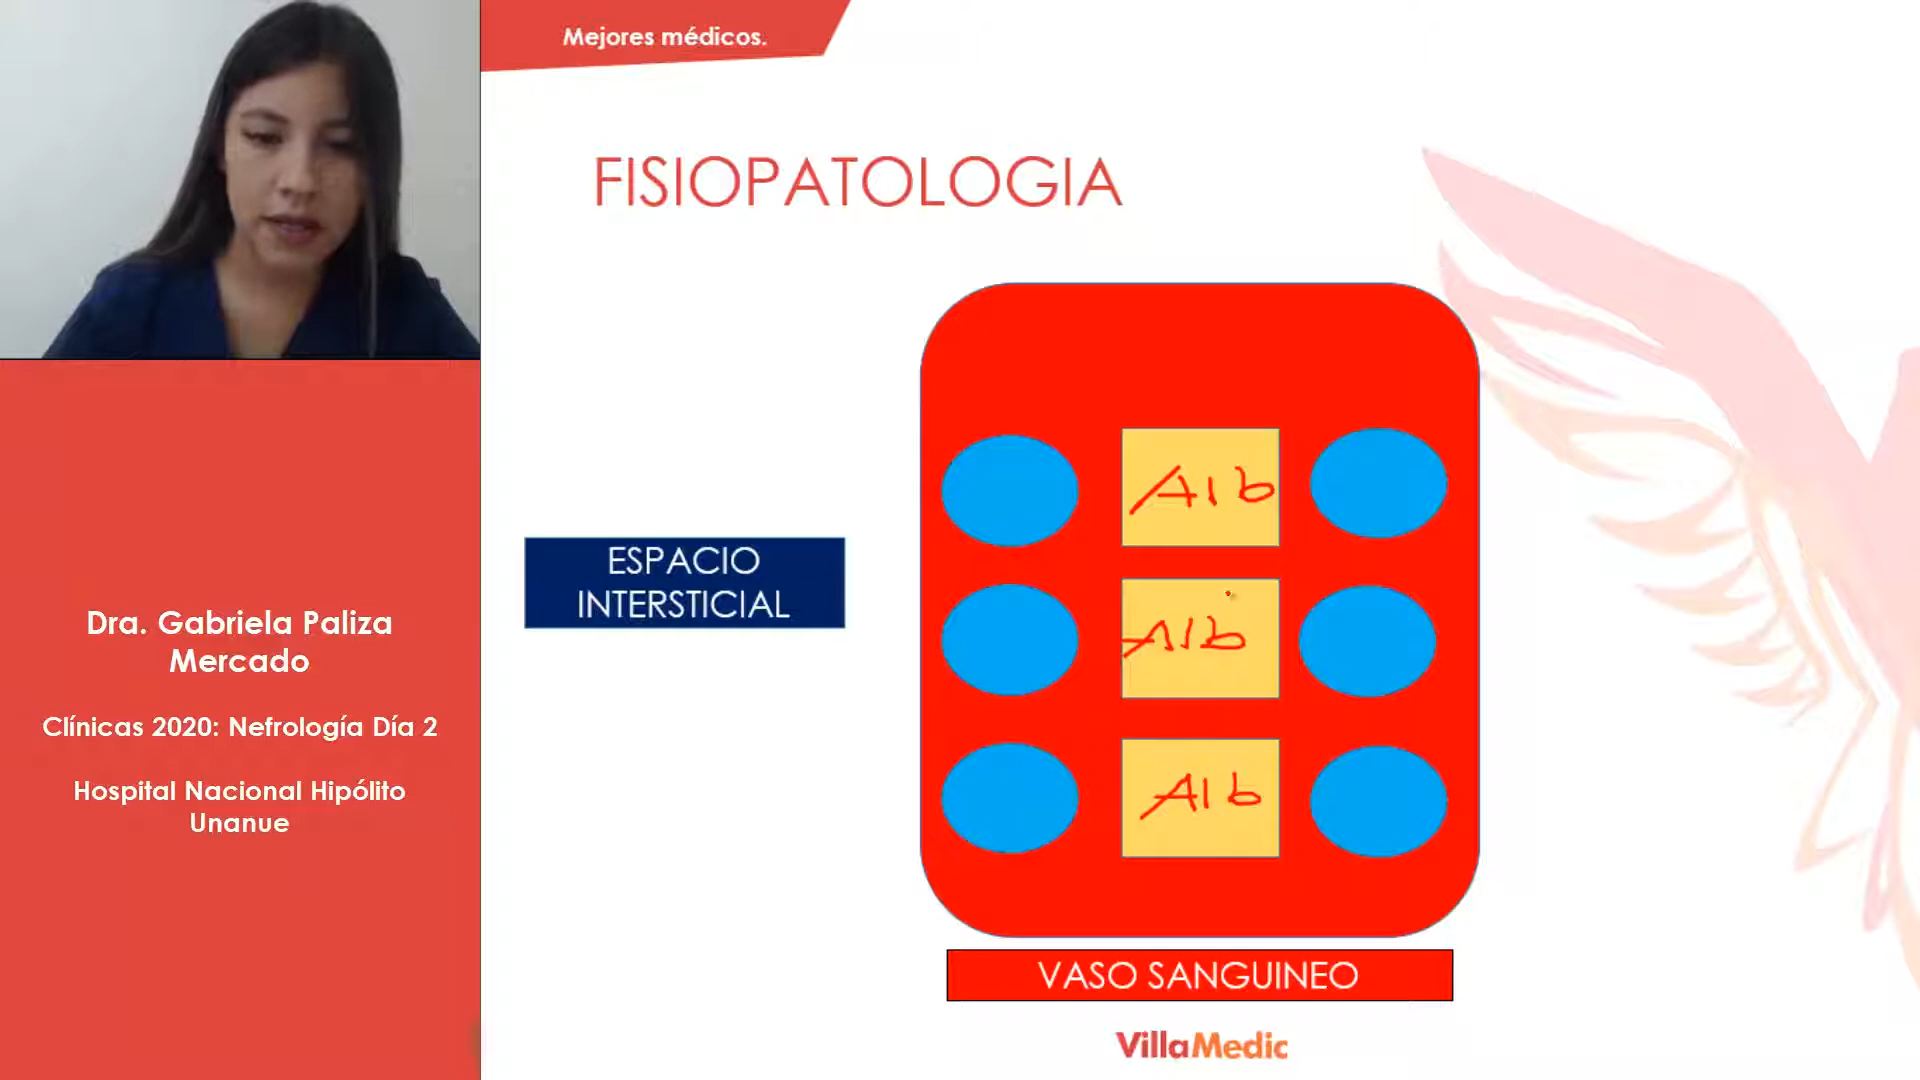 Mejores médicos.
FISIOPATOLOGIA
Alb
ESPACIO
INTERSTICIAL
Alb
Alb
VASO SANGUINEO
VillaMedic
Dra. Gabriela Paliza
Mercado
Clínicas 2020: Nefrología Día 2
Hospital Nacional Hipólito
Unanue